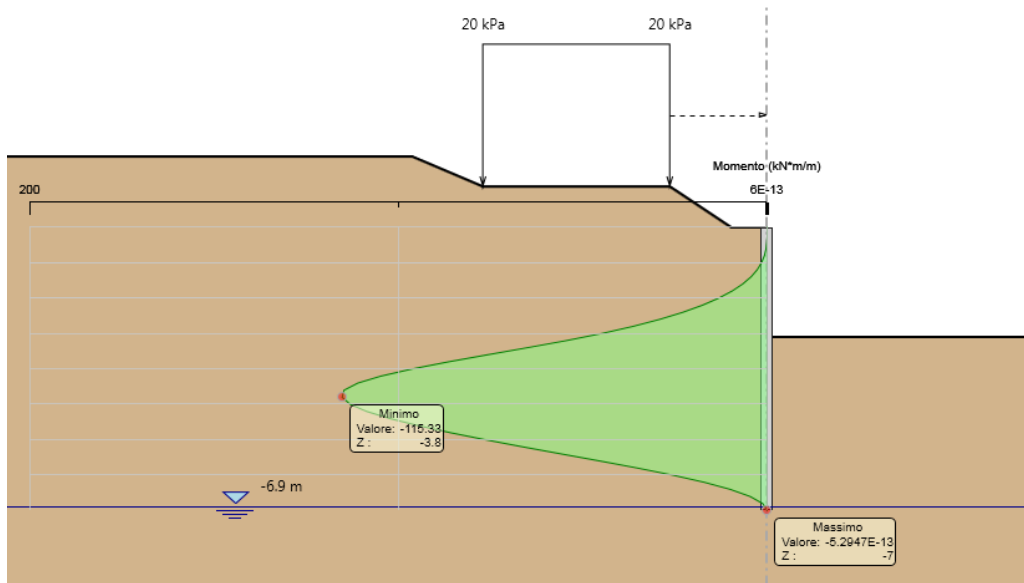 20 kPa
20 kPa
Momento (kN*m/m)
200
6E-13
Minimo
Valore: -115.33
Z : -3.8
-6.9 m
Massimo
Valore: -5.2947E-13
Z : -7